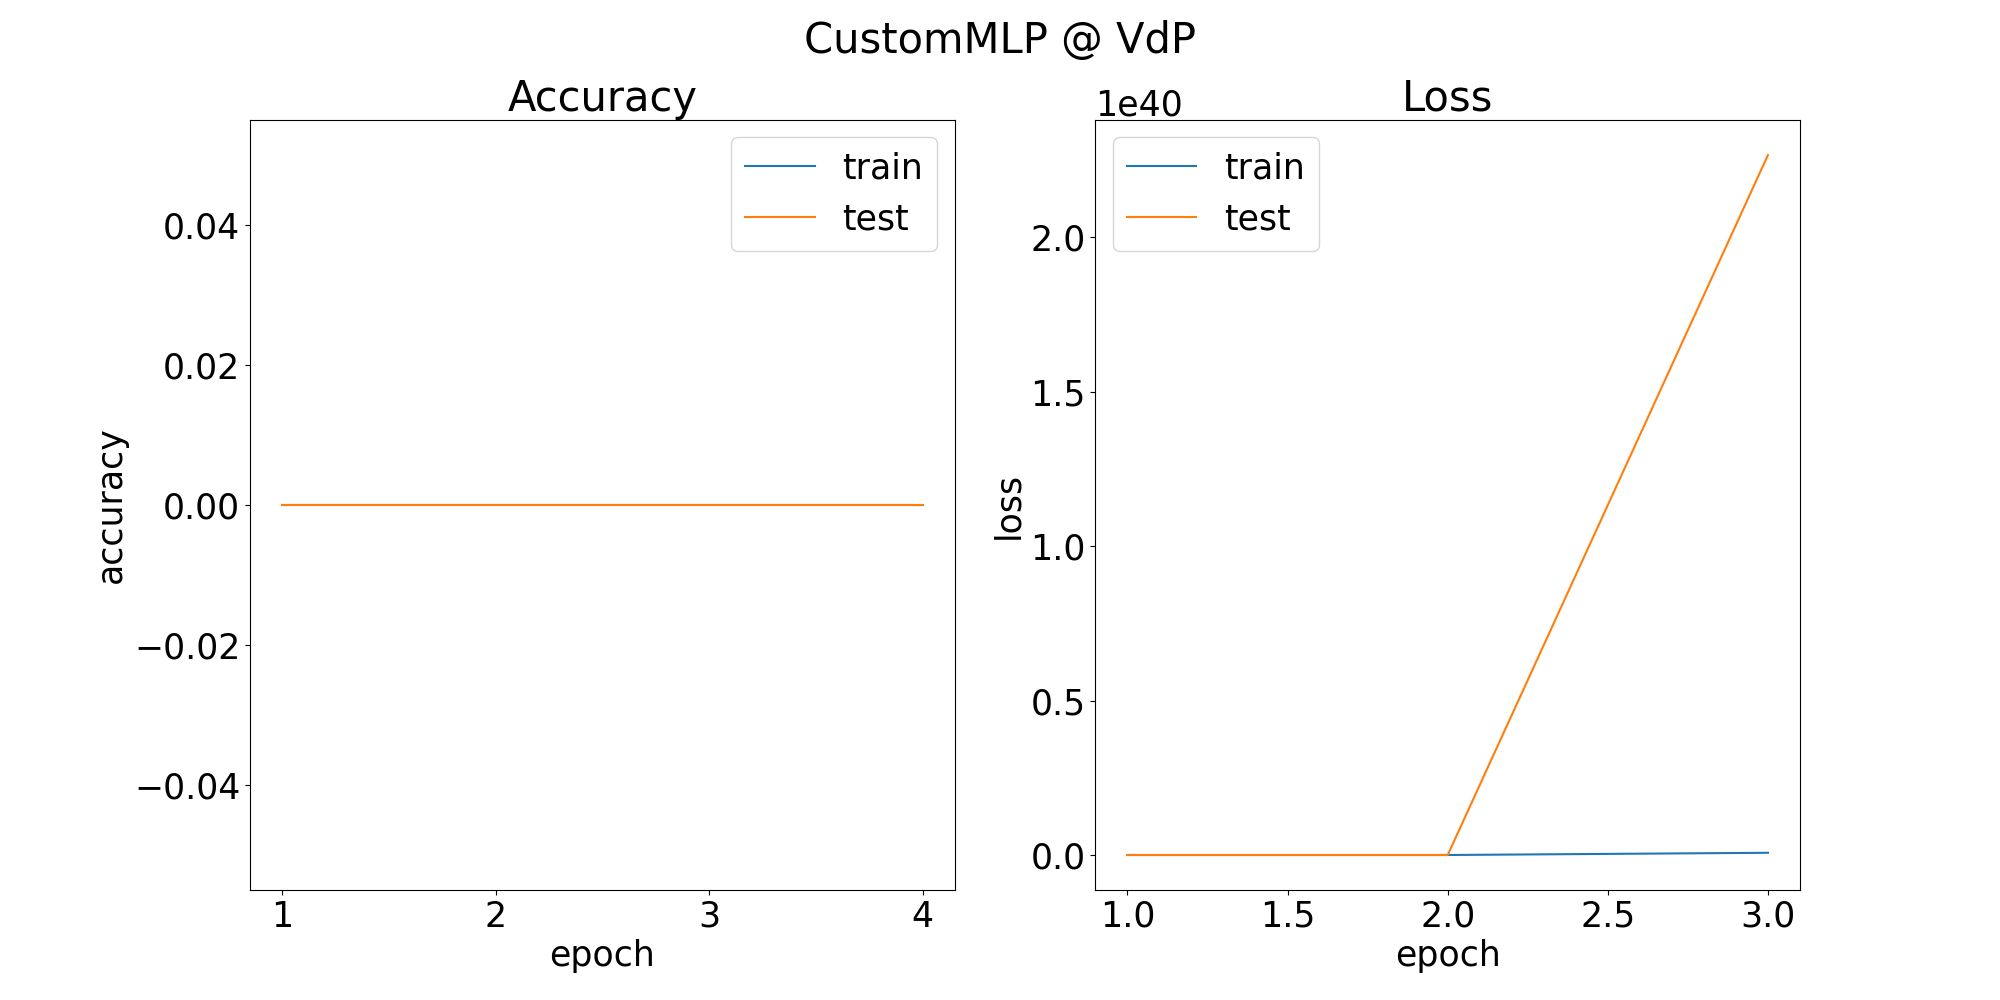 CustomMLP @ VdP
Accuracy
train
test
0.04
0.02
0.00
−0.02
−0.04
accuracy
1 2 3 4
epoch
Loss
1e40
train
test
2.0
1.5
1.0
0.5
0.0
loss
1.0 1.5 2.0 2.5 3.0
epoch